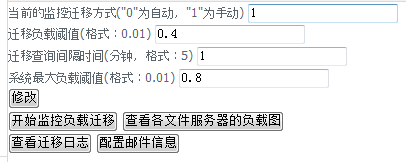 当前的监控迁移方式("0"为自动，"1"为手动) 1
迁移负载阈值(格式：0.01) 0.4
迁移查询间隔时间(分钟，格式：5) 1
系统最大负载阈值(格式：0.01) 0.8
修改
开始监控负载迁移 查看各文件服务器的负载图
查看迁移日志 配置邮件信息